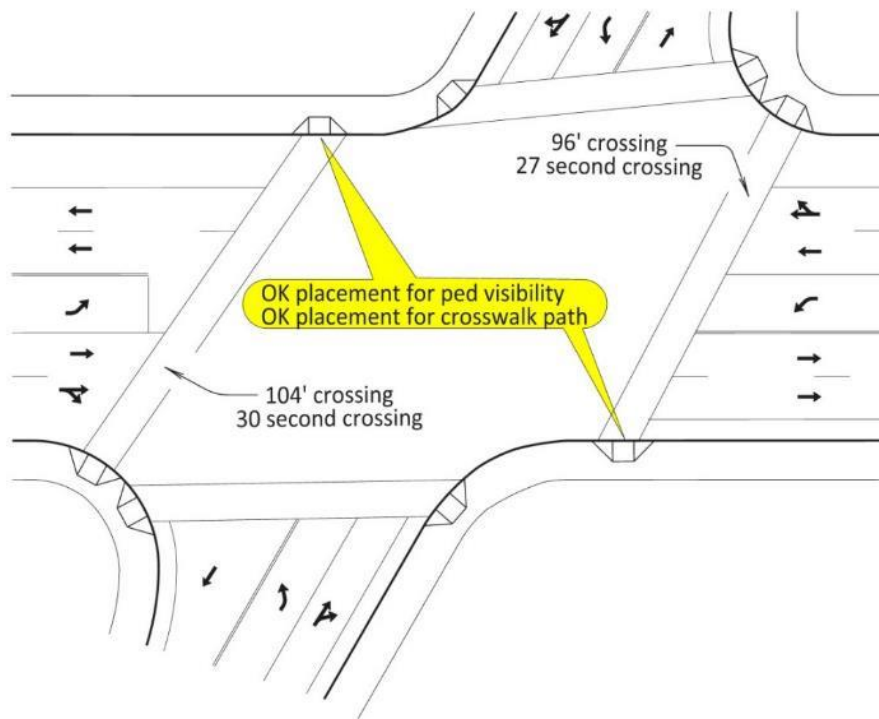 96' crossing
27 second crossing
OK placement for ped visibility
OK placement for crosswalk path
104' crossing
30 second crossing